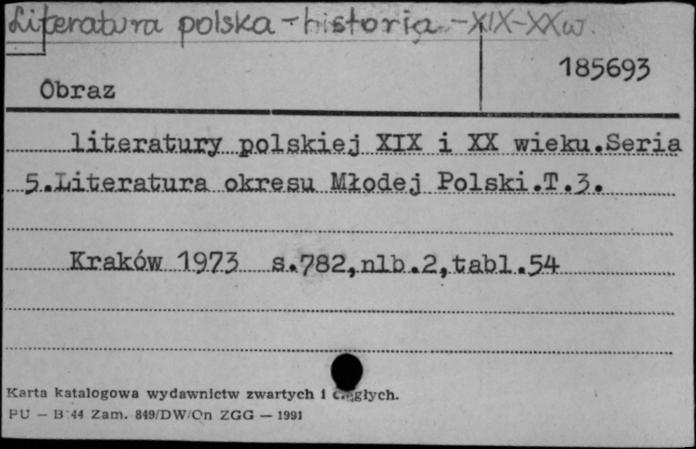 Literatura polska - historia - XIX-XXw.
185693
Obraz
literatury polskiej XIX i XX wieku.Seria
5.Literatura okresu Młodej Polski.T.3.
Kraków 1973 s.782,nlb.2,tabl.54
Karta katalogowa wydawnictw zwartych i ciągłych.
PU — B 44 Zam. 849/DW/On ZGG — 1991